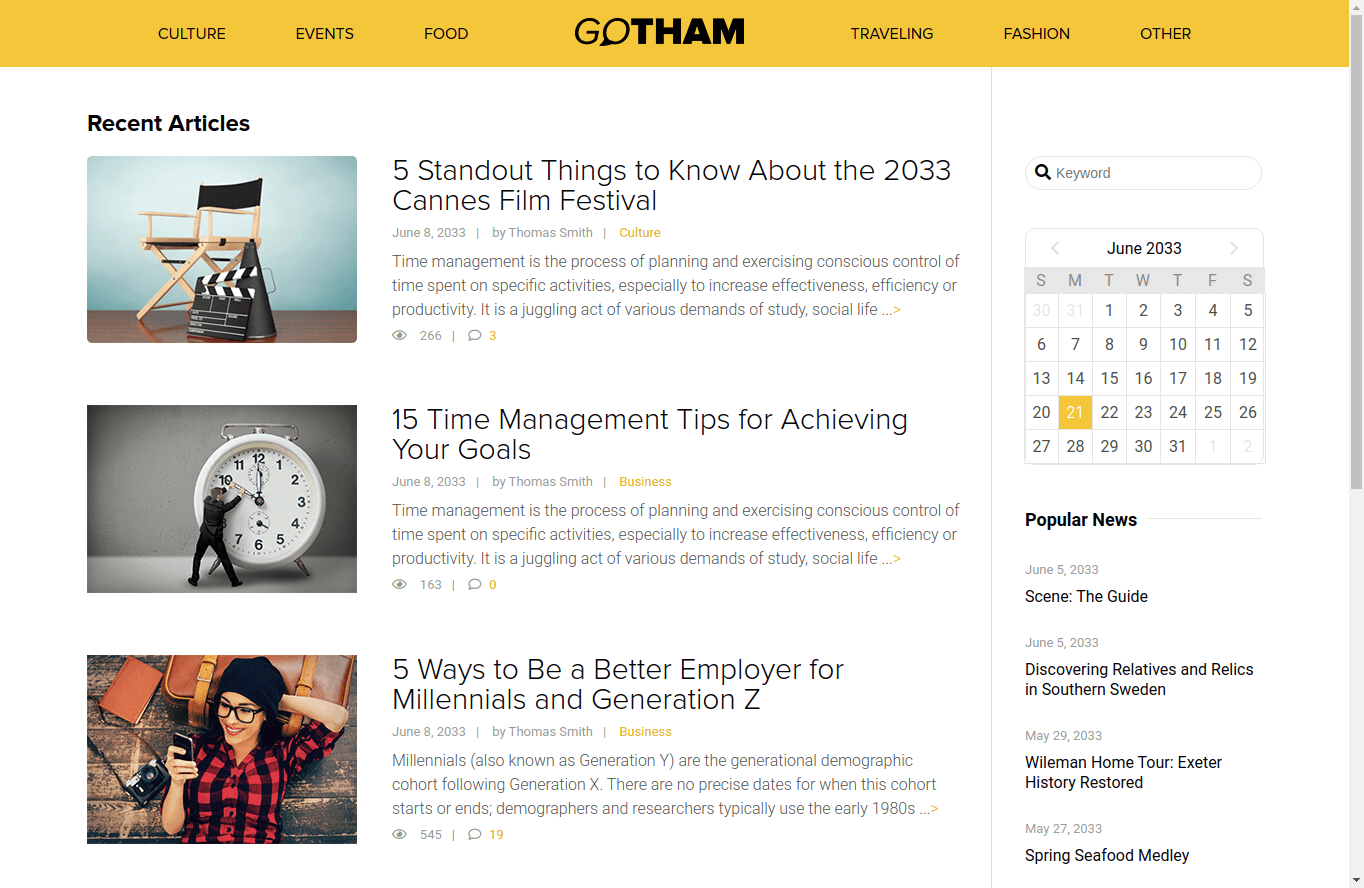 CULTURE EVENTS FOOD GOTHAM TRAVELING FASHION OTHER
Recent Articles
5 Standout Things to Know About the 2033
Cannes Film Festival
June 8, 2033 | by Thomas Smith | Culture
Time management is the process of planning and exercising conscious control of
time spent on specific activities, especially to increase effectiveness, efficiency or
productivity. It is a juggling act of various demands of study, social life ...>
266 | 3
15 Time Management Tips for Achieving
Your Goals
June 8, 2033 | by Thomas Smith | Business
Time management is the process of planning and exercising conscious control of
time spent on specific activities, especially to increase effectiveness, efficiency or
productivity. It is a juggling act of various demands of study, social life ...>
163 | 0
11 12 1
10 2
3
4
7 6 5
5 Ways to Be a Better Employer for
Millennials and Generation Z
June 8, 2033 | by Thomas Smith | Business
Millennials (also known as Generation Y) are the generational demographic
cohort following Generation X. There are no precise dates for when this cohort
starts or ends; demographers and researchers typically use the early 1980s ...>
545 | 19
Keyword
June 2033
S M T W T F S
30 31 1 2 3 4 5
6 7 8 9 10 11 12
13 14 15 16 17 18 19
20 21 22 23 24 25 26
27 28 29 30 31 1 2
Popular News
June 5, 2033
Scene: The Guide
June 5, 2033
Discovering Relatives and Relics
in Southern Sweden
May 29, 2033
Wileman Home Tour: Exeter
History Restored
May 27, 2033
Spring Seafood Medley